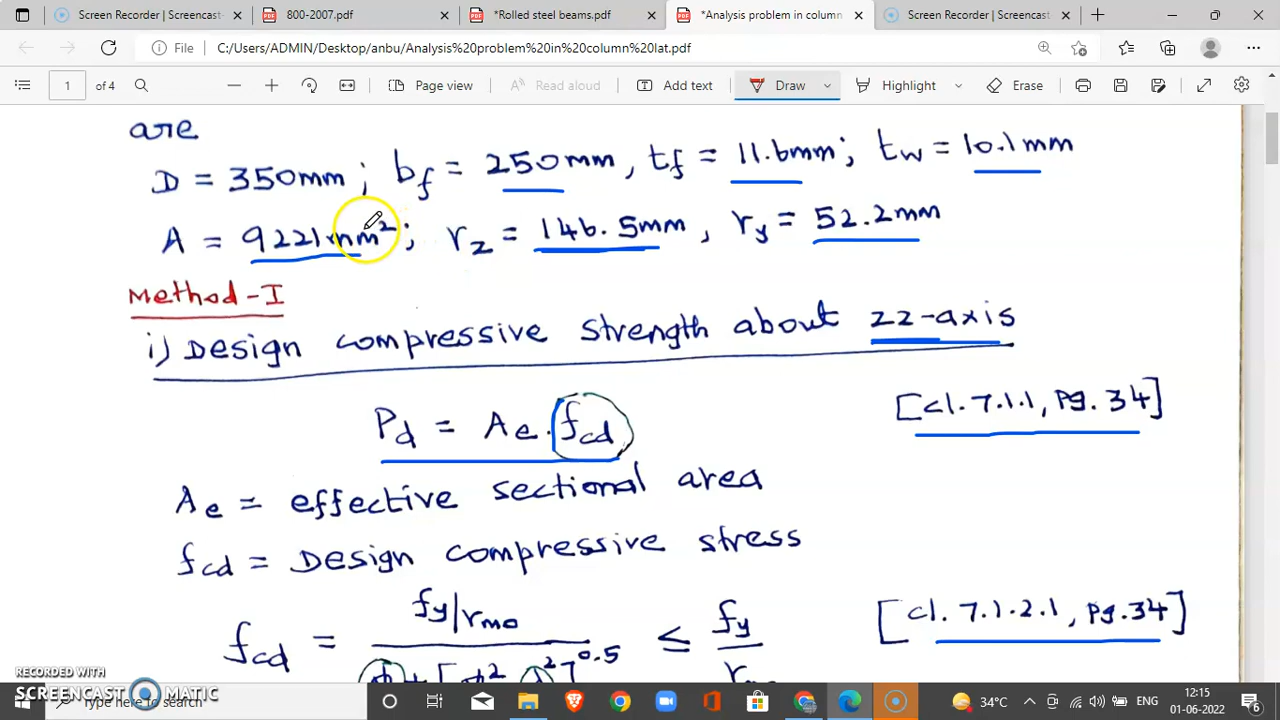 Screen Recorder | Screencast-
800-2007.pdf
*Rolled steel beams.pdf
*Analysis problem in column
Screen Recorder | Screencast
File
C:/Users/ADMIN/Desktop/anbu/Analysis%20problem%20in%20column%20lat.pdf
1 of 4
Page view
Read aloud
Add text
Draw
Highlight
Erase
are
D = 350mm; bf = 250mm, tf = 11.6mm; tw = 10.1mm
A = 9221mm²; rz = 146.5mm, ry = 52.2mm
Method-I
i) Design compressive strength about zz-axis
Pd = Ae.fcd [cl.7.1.1, Pg.34]
Ae = effective sectional area
fcd = Design compressive stress
fcd = fy/rmo ≤ fy [cl. 7.1.2.1, Pg.34]
RECORDED WITH
SCREENCAST MATIC
Type here to search
34°C
ENG
12:15
01-06-2022
6